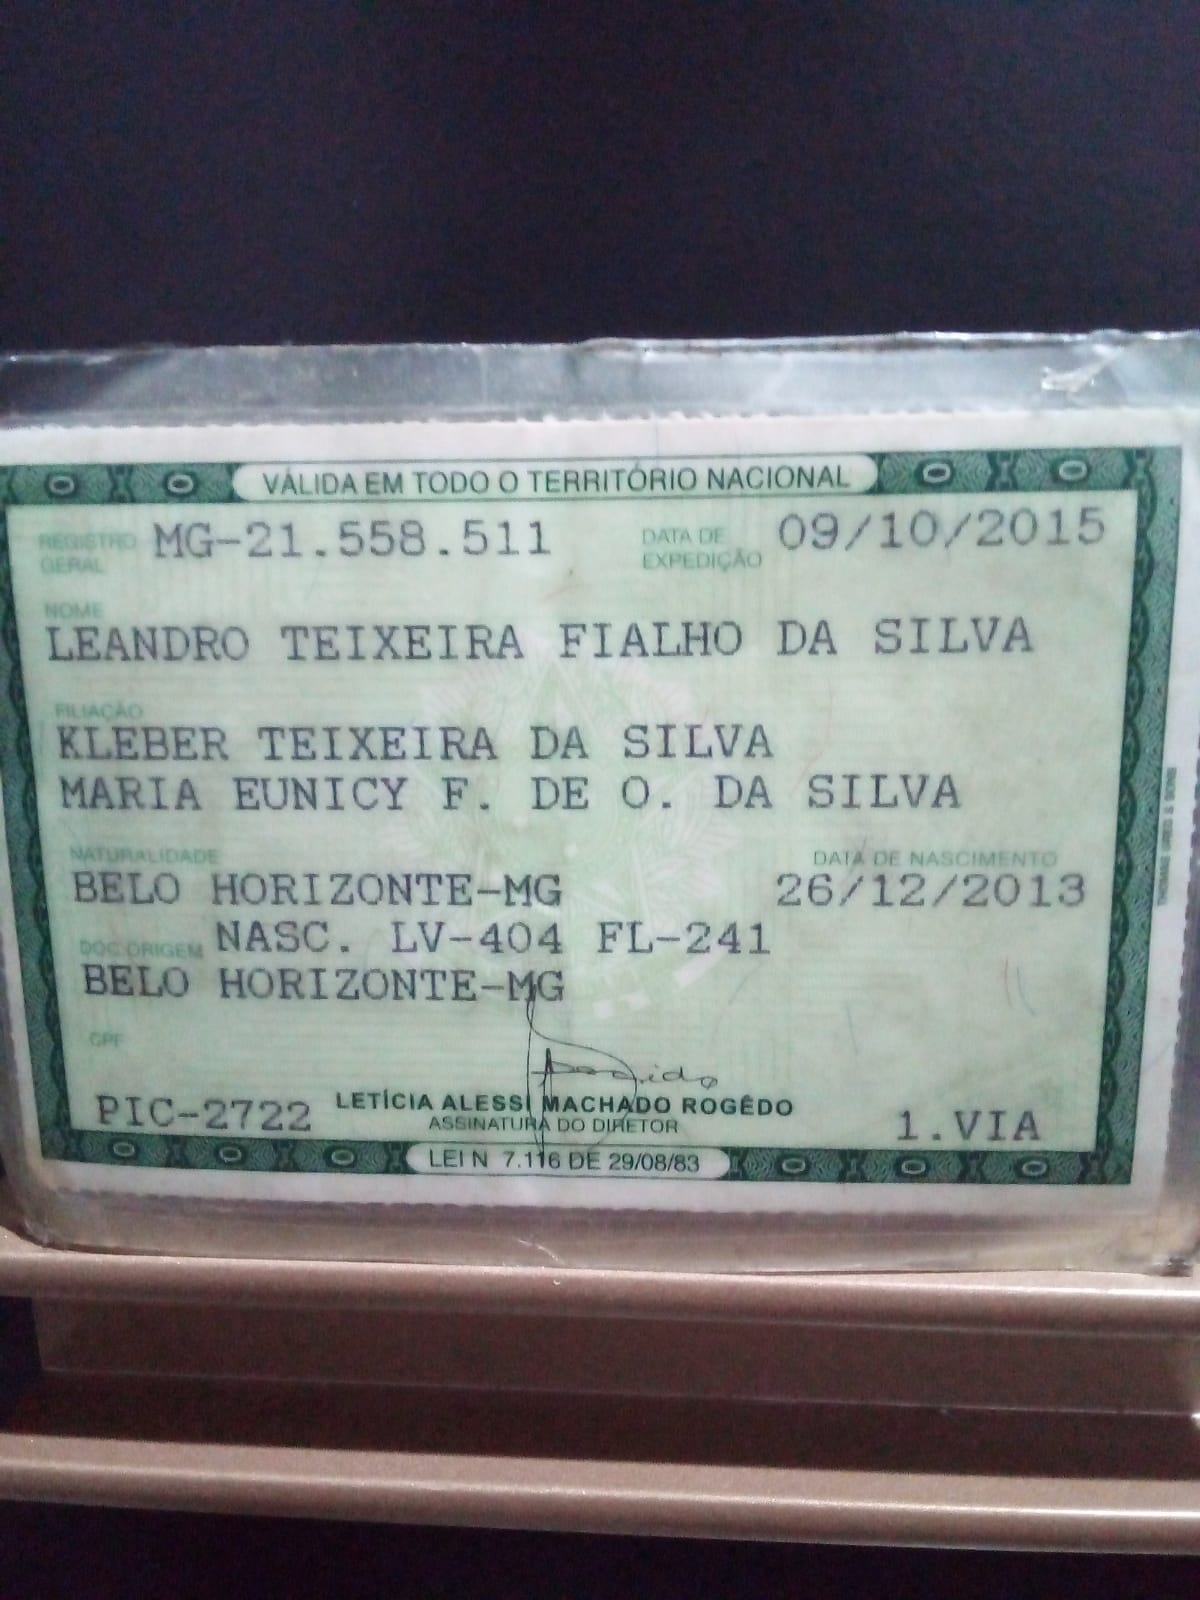 VÁLIDA EM TODO O TERRITÓRIO NACIONAL
REGISTRO GERAL MG-21.558.511 DATA DE EXPEDIÇÃO 09/10/2015
NOME
LEANDRO TEIXEIRA FIALHO DA SILVA
FILIAÇÃO
KLEBER TEIXEIRA DA SILVA
MARIA EUNICY F. DE O. DA SILVA
NATURALIDADE DATA DE NASCIMENTO
BELO HORIZONTE-MG 26/12/2013
DOC.ORIGEM NASC. LV-404 FL-241
BELO HORIZONTE-MG
CPF
PIC-2722 LETÍCIA ALESSI MACHADO ROGÊDO
ASSINATURA DO DIRETOR 1.VIA
LEI N 7.116 DE 29/08/83